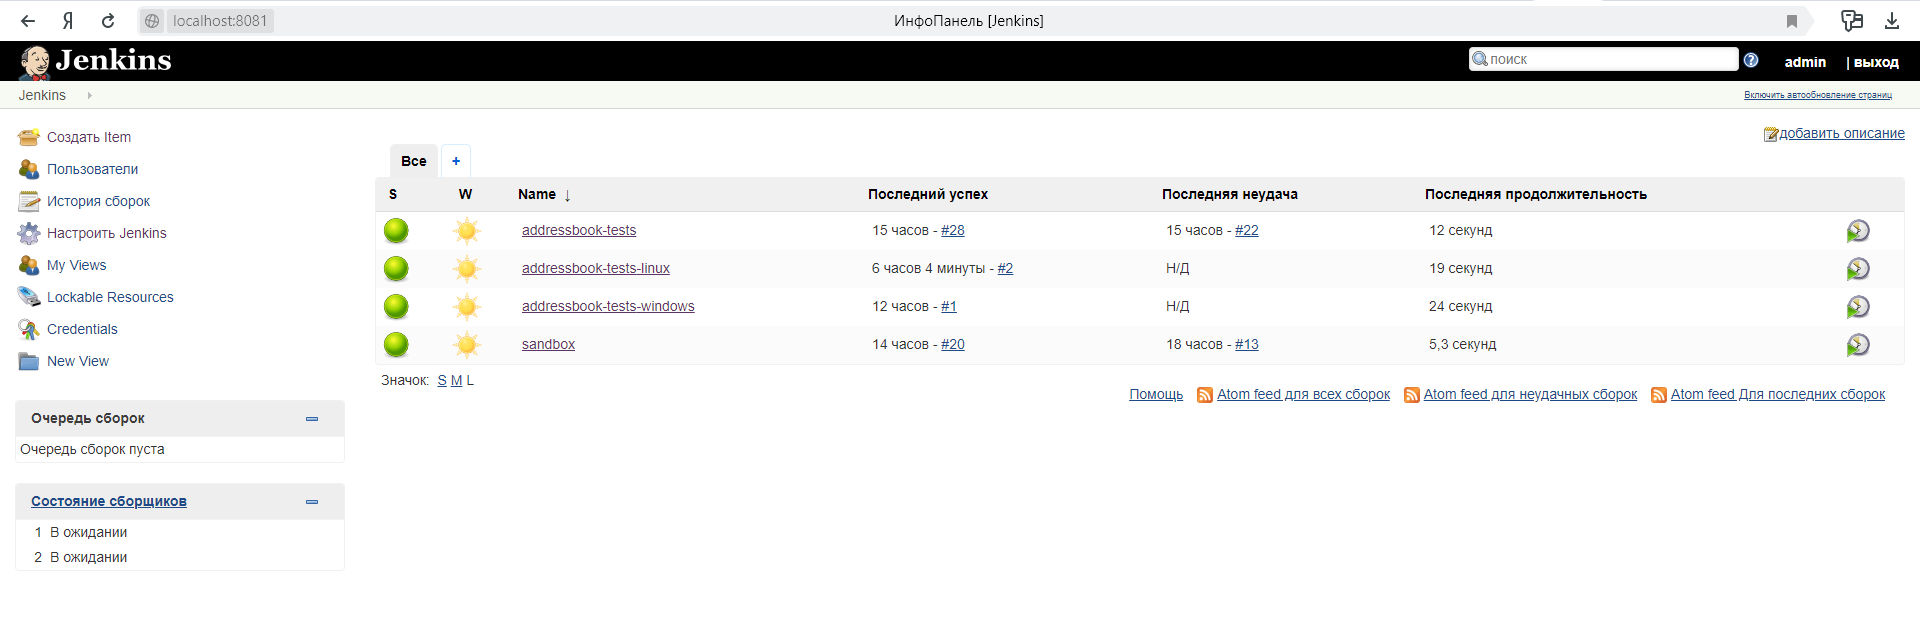 Я localhost:8081 ИнфоПанель [Jenkins]
Jenkins поиск ? admin | выход
Jenkins Включить автообновление страниц
добавить описание
Создать Item
Пользователи
История сборок
Настроить Jenkins
My Views
Lockable Resources
Credentials
New View
Очередь сборок
Очередь сборок пуста
Состояние сборщиков
1 В ожидании
2 В ожидании
Все +
S W Name ↓ Последний успех Последняя неудача Последняя продолжительность
addressbook-tests 15 часов - #28 15 часов - #22 12 секунд
addressbook-tests-linux 6 часов 4 минуты - #2 Н/Д 19 секунд
addressbook-tests-windows 12 часов - #1 Н/Д 24 секунд
sandbox 14 часов - #20 18 часов - #13 5,3 секунд
Значок: S M L
Помощь Atom feed для всех сборок Atom feed для неудачных сборок Atom feed Для последних сборок